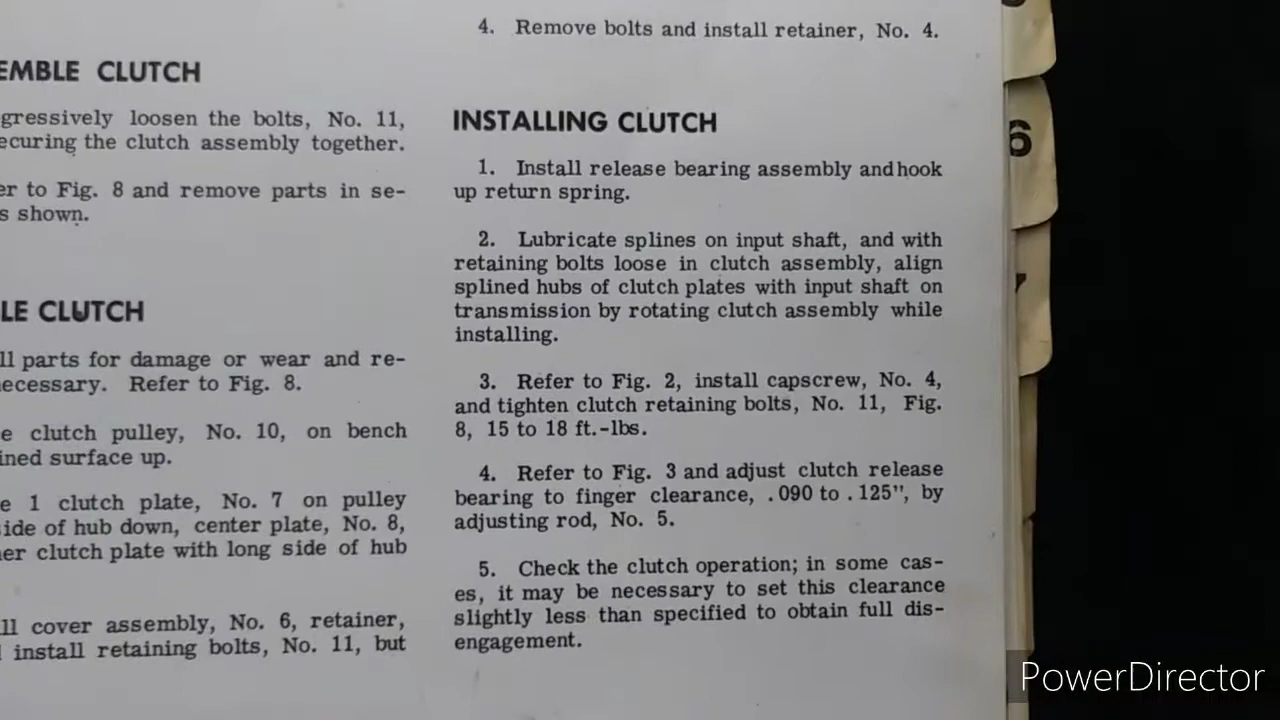 EMBLE CLUTCH
gressively loosen the bolts, No. 11,
ecuring the clutch assembly together.
er to Fig. 8 and remove parts in se-
s shown.
LE CLUTCH
ll parts for damage or wear and re-
ecessary. Refer to Fig. 8.
e clutch pulley, No. 10, on bench
ined surface up.
e 1 clutch plate, No. 7 on pulley
side of hub down, center plate, No. 8,
er clutch plate with long side of hub
ll cover assembly, No. 6, retainer,
install retaining bolts, No. 11, but
4. Remove bolts and install retainer, No. 4.
INSTALLING CLUTCH
1. Install release bearing assembly and hook
up return spring.
2. Lubricate splines on input shaft, and with
retaining bolts loose in clutch assembly, align
splined hubs of clutch plates with input shaft on
transmission by rotating clutch assembly while
installing.
3. Refer to Fig. 2, install capscrew, No. 4,
and tighten clutch retaining bolts, No. 11, Fig.
8, 15 to 18 ft.-lbs.
4. Refer to Fig. 3 and adjust clutch release
bearing to finger clearance, .090 to .125", by
adjusting rod, No. 5.
5. Check the clutch operation; in some cas-
es, it may be necessary to set this clearance
slightly less than specified to obtain full dis-
engagement.
6
PowerDirector